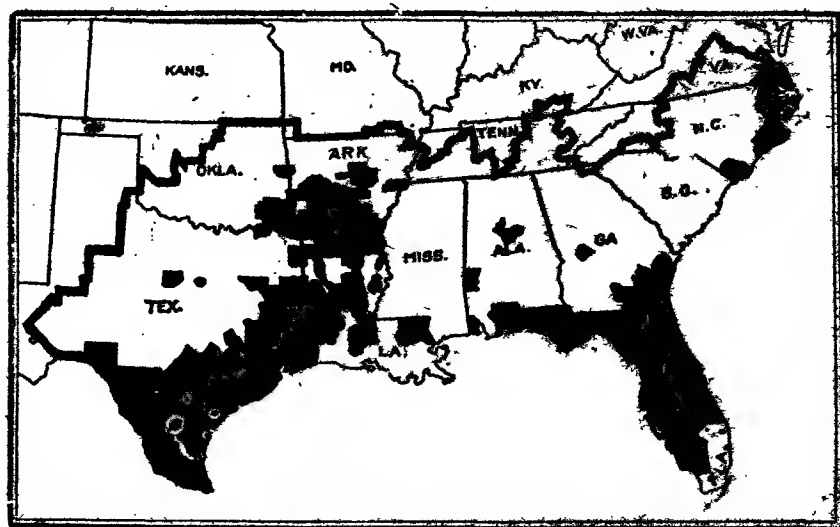 W.VA.
KANS.
MO.
KY.
VA.
TENN.
N.C.
ARK
OKLA.
S.C.
MISS.
ALA.
GA
TEX.
LA.
FLA.